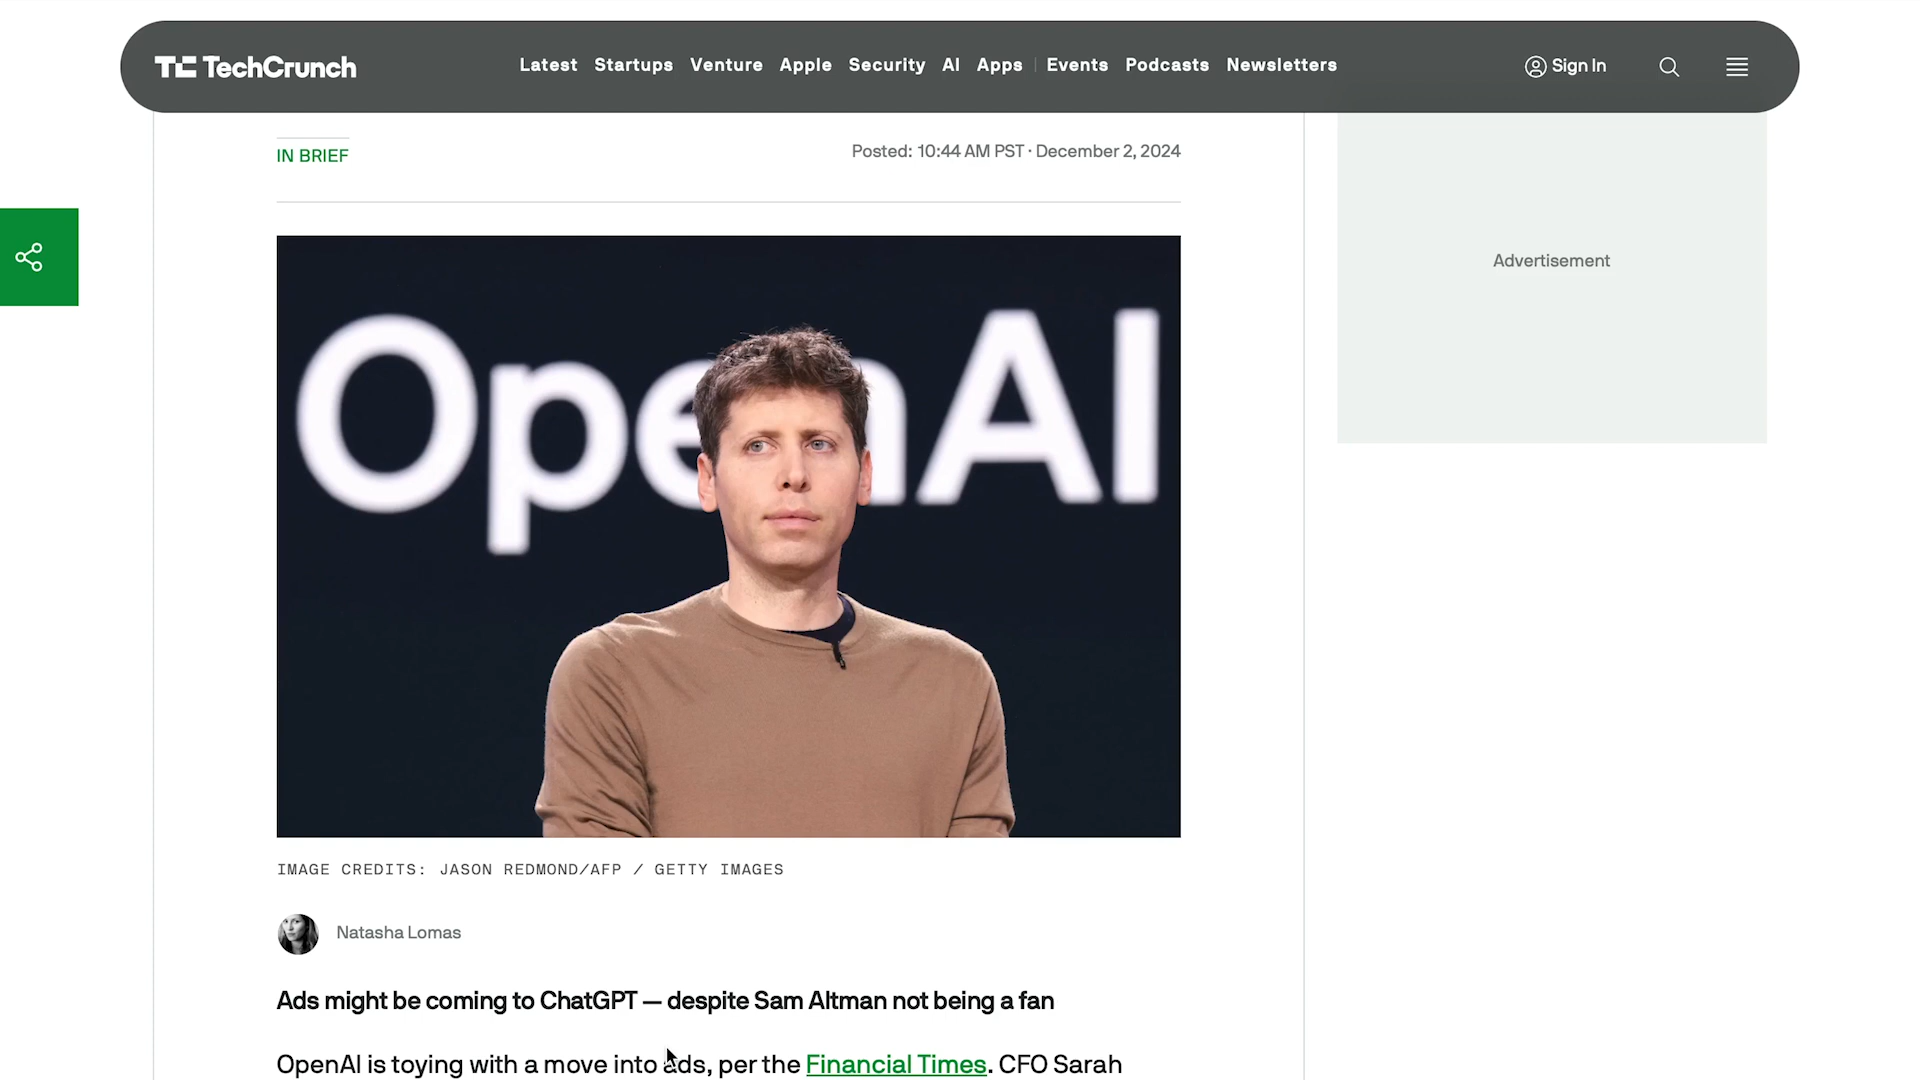 TechCrunch
Latest Startups Venture Apple Security AI Apps Events Podcasts Newsletters
Sign In
IN BRIEF
Posted: 10:44 AM PST · December 2, 2024
Advertisement
OpenAI
IMAGE CREDITS: JASON REDMOND/AFP / GETTY IMAGES
Natasha Lomas
Ads might be coming to ChatGPT — despite Sam Altman not being a fan
OpenAI is toying with a move into ads, per the Financial Times. CFO Sarah